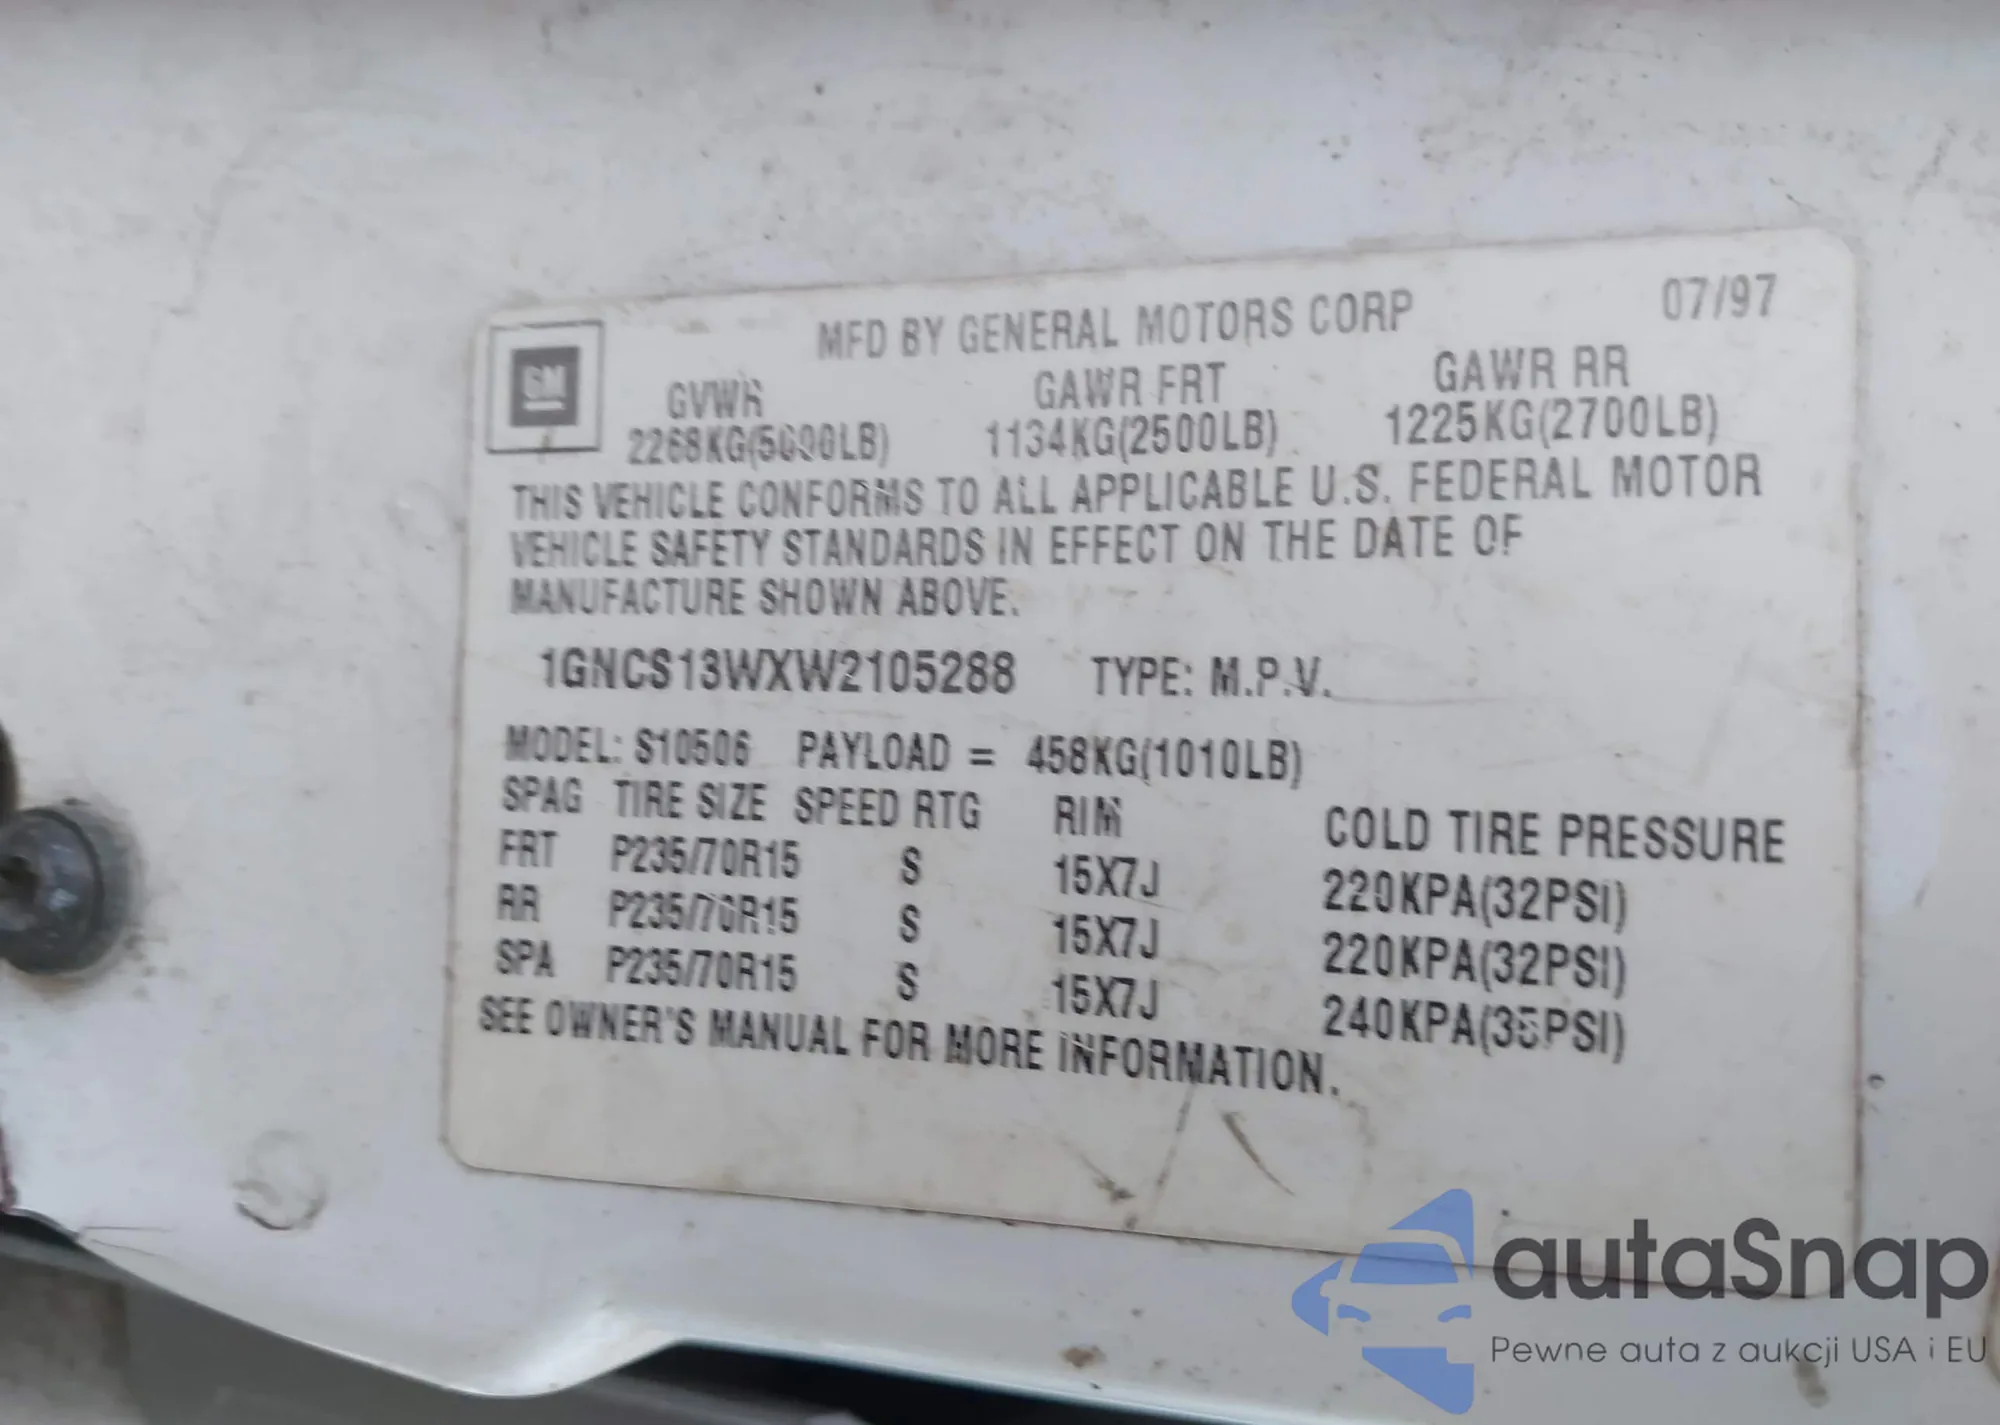 MFD BY GENERAL MOTORS CORP 07/97
GM
GVWR GAWR FRT GAWR RR
2268KG(5000LB) 1134KG(2500LB) 1225KG(2700LB)
THIS VEHICLE CONFORMS TO ALL APPLICABLE U.S. FEDERAL MOTOR
VEHICLE SAFETY STANDARDS IN EFFECT ON THE DATE OF
MANUFACTURE SHOWN ABOVE.
1GNCS13WXW2105288 TYPE: M.P.V.
MODEL: S10506 PAYLOAD = 458KG(1010LB)
SPAG TIRE SIZE SPEED RTG RIM COLD TIRE PRESSURE
FRT P235/70R15 S 15X7J 220KPA(32PSI)
RR P235/70R15 S 15X7J 220KPA(32PSI)
SPA P235/70R15 S 15X7J 240KPA(35PSI)
SEE OWNER'S MANUAL FOR MORE INFORMATION.
autaSnap
Pewne auta z aukcji USA i EU